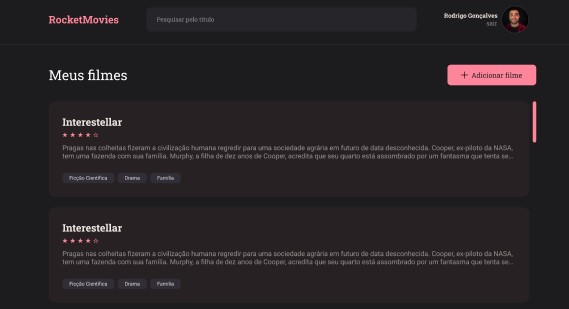 RocketMovies
Pesquisar pelo título
Rodrigo Gonçalves
sair
Meus filmes
+ Adicionar filme
Interestellar
★ ★ ★ ★ ☆
Pragas nas colheitas fizeram a civilização humana regredir para uma sociedade agrária em futuro de data desconhecida. Cooper, ex-piloto da NASA,
tem uma fazenda com sua família. Murphy, a filha de dez anos de Cooper, acredita que seu quarto está assombrado por um fantasma que tenta se...
Ficção Científica Drama Família
Interestellar
★ ★ ★ ★ ☆
Pragas nas colheitas fizeram a civilização humana regredir para uma sociedade agrária em futuro de data desconhecida. Cooper, ex-piloto da NASA,
tem uma fazenda com sua família. Murphy, a filha de dez anos de Cooper, acredita que seu quarto está assombrado por um fantasma que tenta se...
Ficção Científica Drama Família